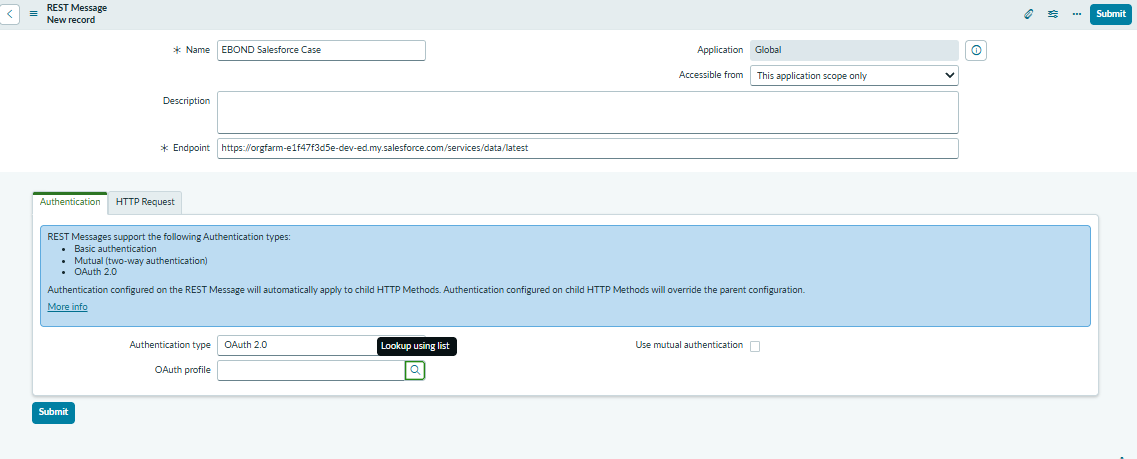 REST Message
New record
Submit
Name
EBOND Salesforce Case
Application
Global
Accessible from
This application scope only
Description
Endpoint
https://orgfarm-e1f47f3d5e-dev-ed.my.salesforce.com/services/data/latest
Authentication
HTTP Request
REST Messages support the following Authentication types:
Basic authentication
Mutual (two-way authentication)
OAuth 2.0
Authentication configured on the REST Message will automatically apply to child HTTP Methods. Authentication configured on child HTTP Methods will override the parent configuration.
More info
Authentication type
OAuth 2.0
Lookup using list
Use mutual authentication
OAuth profile
Submit